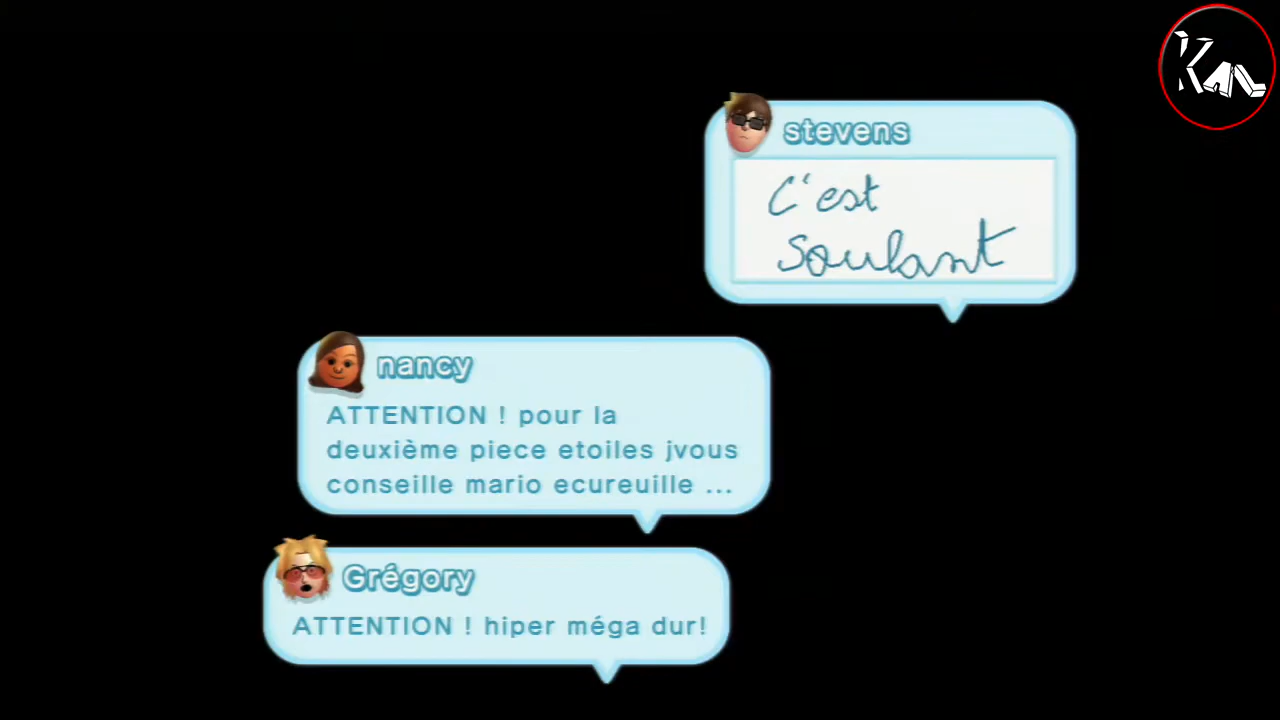 KAL
stevens
C'est
soulant
nancy
ATTENTION ! pour la
deuxième piece etoiles jvous
conseille mario ecureuille ...
Grégory
ATTENTION ! hiper méga dur!